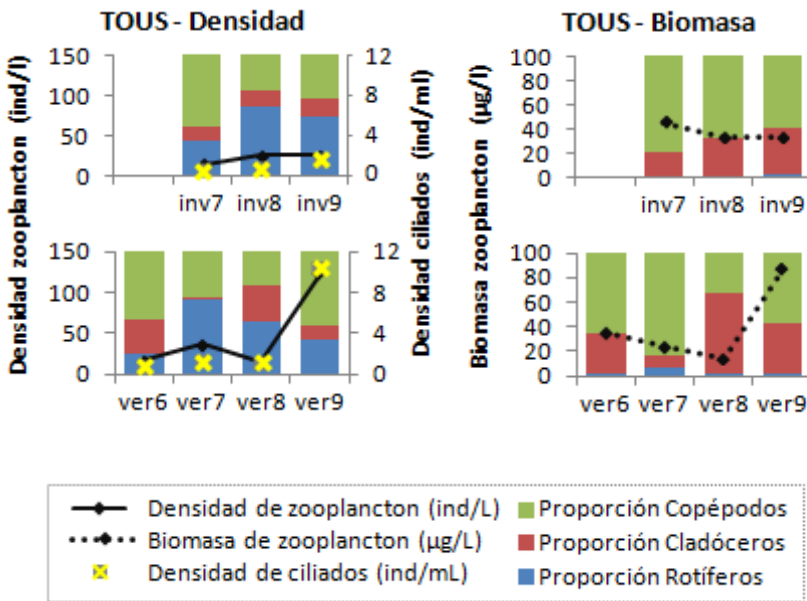 TOUS - Densidad
TOUS - Biomasa
Densidad zooplancton (ind/l)
150
100
50
0
12
8
4
0
inv7 inv8 inv9
Densidad ciliados (ind/ml)
150
100
50
0
12
8
4
0
ver6 ver7 ver8 ver9
Biomasa zooplancton (µg/l)
100
80
60
40
20
0
inv7 inv8 inv9
100
80
60
40
20
0
ver6 ver7 ver8 ver9
Densidad de zooplancton (ind/L)
Proporción Copépodos
Biomasa de zooplancton (µg/L)
Proporción Cladóceros
Densidad de ciliados (ind/mL)
Proporción Rotíferos